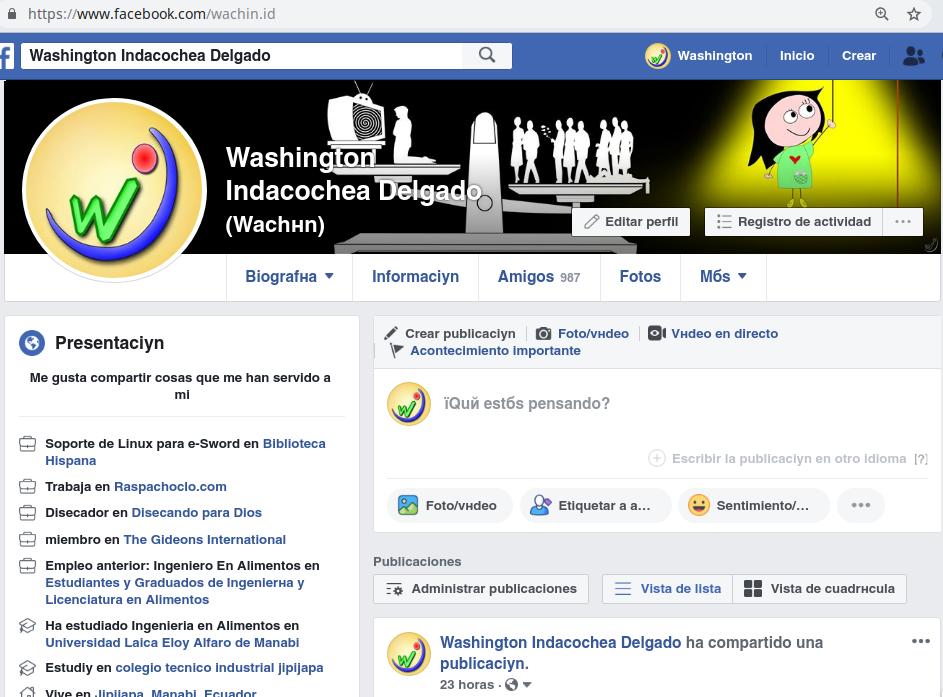 https://www.facebook.com/wachin.id
Washington Indacochea Delgado
Washington Inicio Crear
Washington
Indacochea Delgado
(Wachнn)
Editar perfil
Registro de actividad
Biografнa
Informaciуn
Amigos 987
Fotos
Mбs
Presentaciуn
Me gusta compartir cosas que me han servido a
mi
Soporte de Linux para e-Sword en Biblioteca
Hispana
Trabaja en Raspachoclo.com
Disecador en Disecando para Dios
miembro en The Gideons International
Empleo anterior: Ingeniero En Alimentos en
Estudiantes y Graduados de Ingenierнa y
Licenciatura en Alimentos
Ha estudiado Ingenieria en Alimentos en
Universidad Laica Eloy Alfaro de Manabi
Estudiу en colegio tecnico industrial jipijapa
Vive en Jipijapa, Manabi, Ecuador
Crear publicaciуn
Foto/vнdeo
Vнdeo en directo
Acontecimiento importante
їQuй estбs pensando?
Escribir la publicaciуn en otro idioma [?]
Foto/vнdeo
Etiquetar a a...
Sentimiento/...
Publicaciones
Administrar publicaciones
Vista de lista
Vista de cuadrнcula
Washington Indacochea Delgado ha compartido una
publicaciуn.
23 horas ·